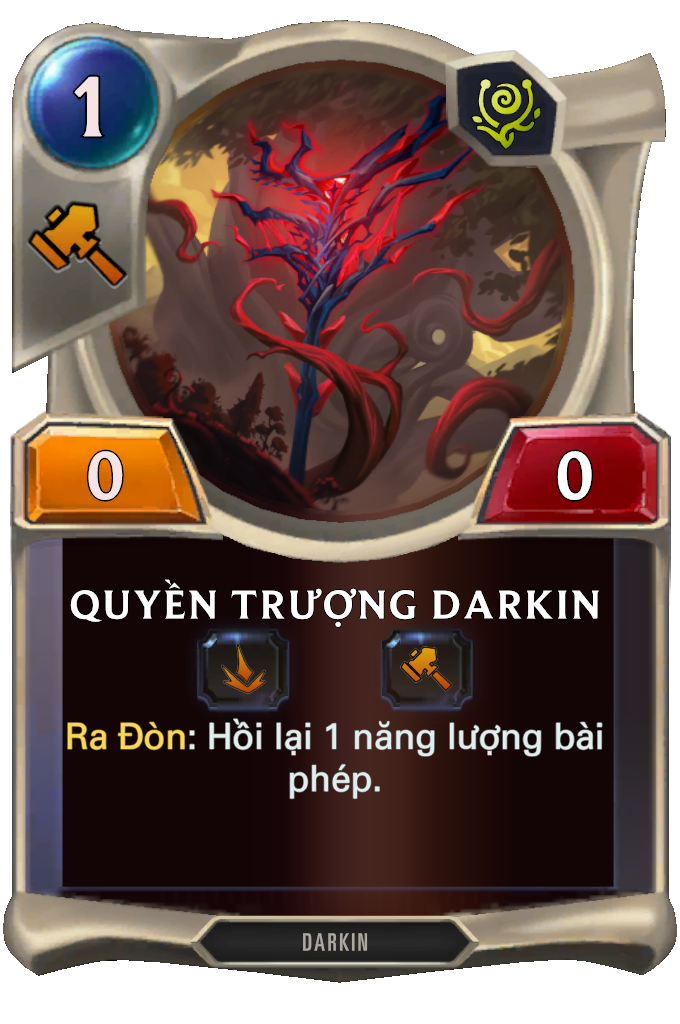 1
0
0
QUYỀN TRƯỢNG DARKIN
Ra Đòn: Hồi lại 1 năng lượng bài
phép.
DARKIN